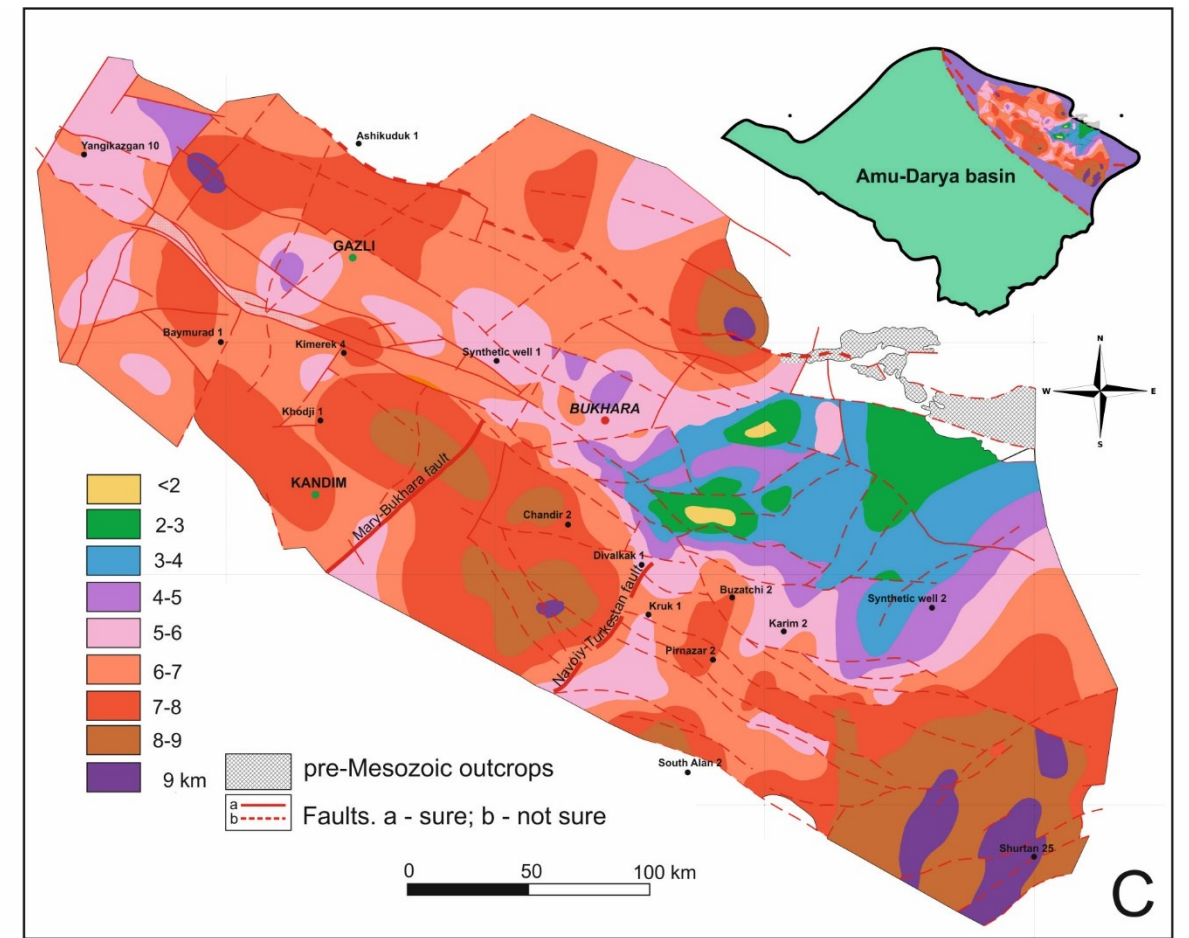 Ashikuduk 1
Yangikazgan 10
Amu-Darya basin
GAZLI
Baymurad 1
Kimerek 4
Synthetic well 1
N
W
E
S
BUKHARA
Khodji 1
Mary-Bukhara fault
KANDIM
Chandir 2
Divalkak 1
Navoiy-Turkestan fault
Kruk 1
Buzatchi 2
Synthetic well 2
Karim 2
Pirnazar 2
South Alan 2
Shurtan 25
<2
2-3
3-4
4-5
5-6
6-7
7-8
8-9
9 km
pre-Mesozoic outcrops
a
b
Faults. a - sure; b - not sure
0 50 100 km
C